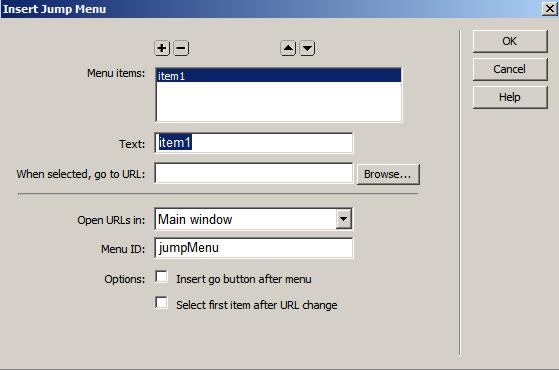 Insert Jump Menu
OK
Menu items: item1
Cancel
Help
Text: item1
When selected, go to URL: Browse...
Open URLs in: Main window
Menu ID: jumpMenu
Options: Insert go button after menu
Select first item after URL change